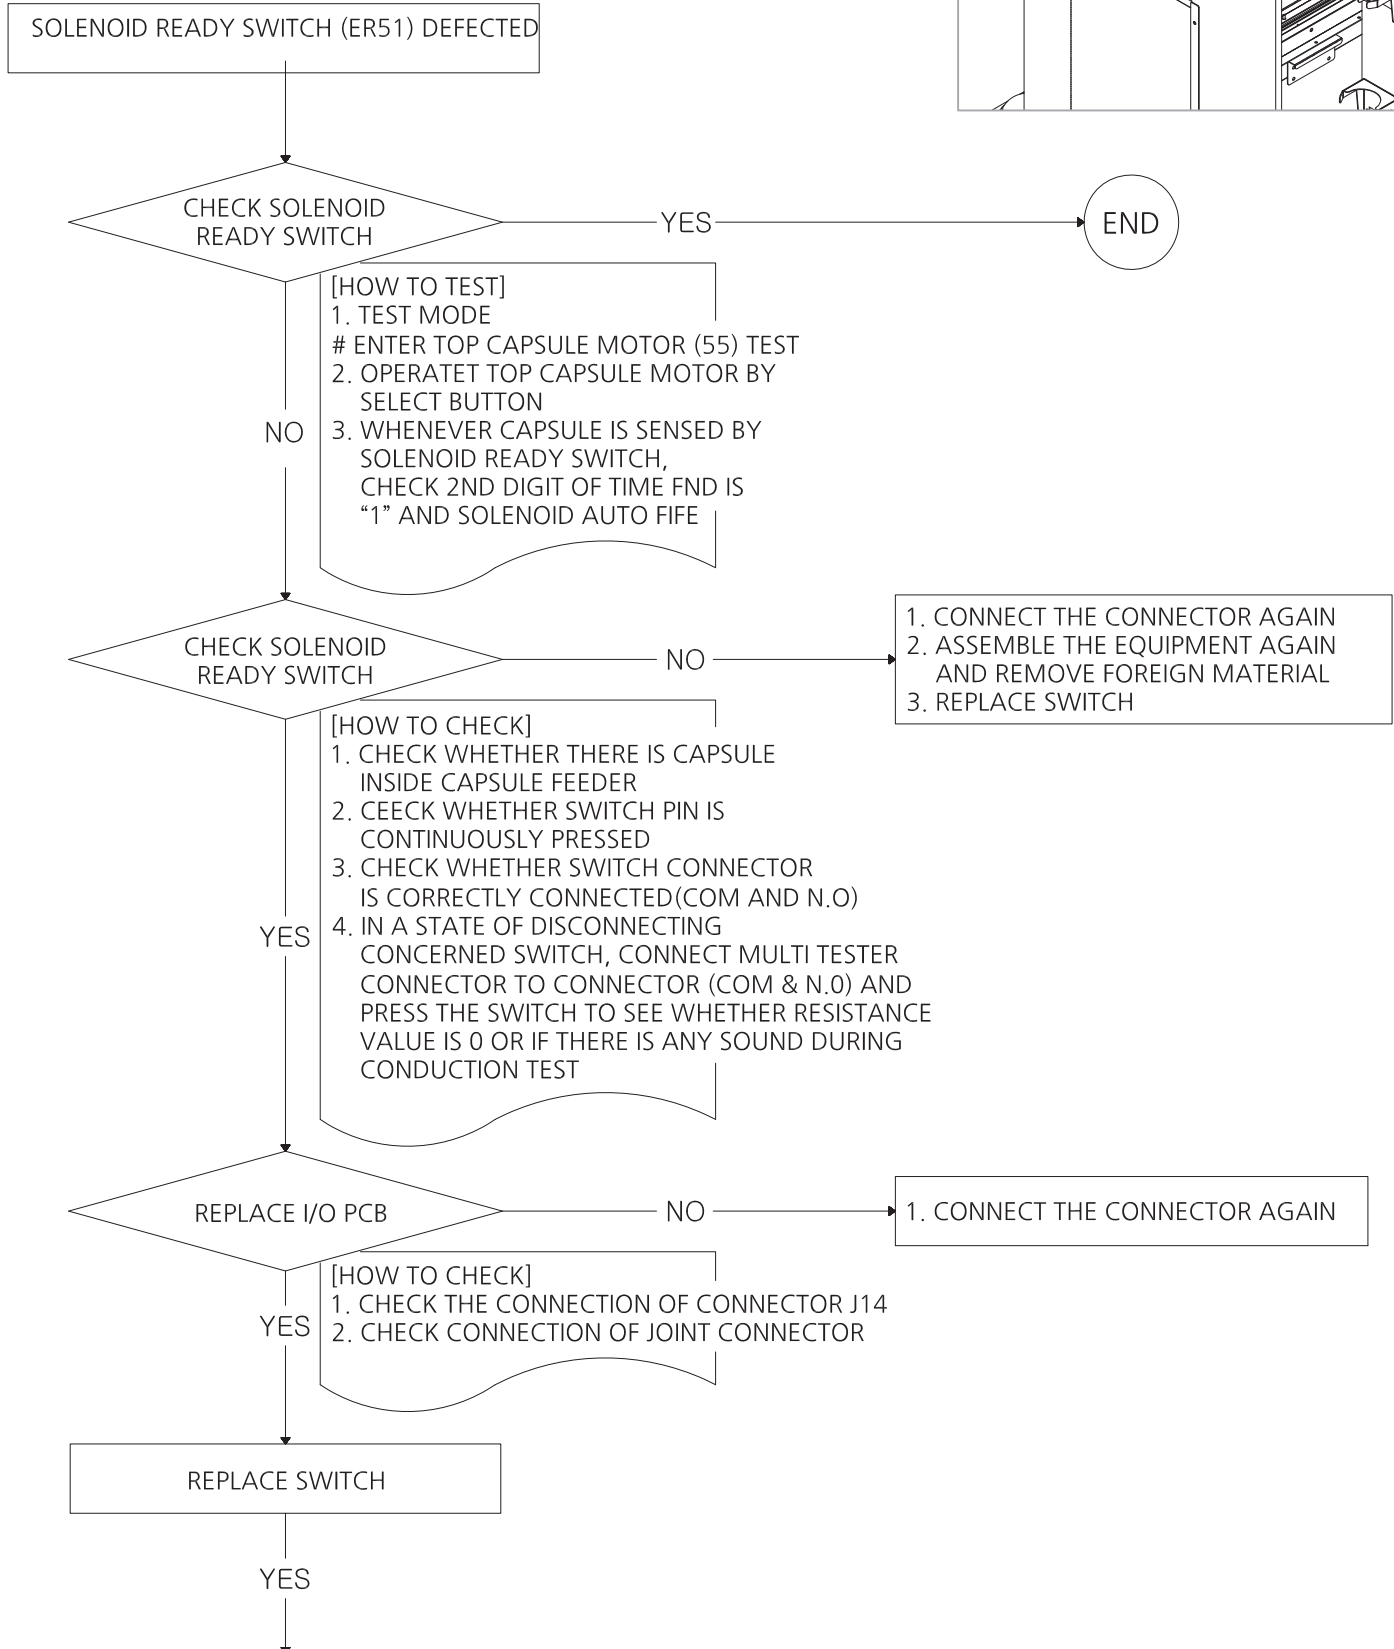 SOLENOID READY SWITCH (ER51) DEFECTED
CHECK SOLENOID
READY SWITCH
YES
END
[HOW TO TEST]
1. TEST MODE
# ENTER TOP CAPSULE MOTOR (55) TEST
2. OPERATET TOP CAPSULE MOTOR BY
SELECT BUTTON
3. WHENEVER CAPSULE IS SENSED BY
SOLENOID READY SWITCH,
CHECK 2ND DIGIT OF TIME FND IS
“1” AND SOLENOID AUTO FIFE
NO
CHECK SOLENOID
READY SWITCH
NO
1. CONNECT THE CONNECTOR AGAIN
2. ASSEMBLE THE EQUIPMENT AGAIN
AND REMOVE FOREIGN MATERIAL
3. REPLACE SWITCH
[HOW TO CHECK]
1. CHECK WHETHER THERE IS CAPSULE
INSIDE CAPSULE FEEDER
2. CEECK WHETHER SWITCH PIN IS
CONTINUOUSLY PRESSED
3. CHECK WHETHER SWITCH CONNECTOR
IS CORRECTLY CONNECTED(COM AND N.O)
4. IN A STATE OF DISCONNECTING
CONCERNED SWITCH, CONNECT MULTI TESTER
CONNECTOR TO CONNECTOR (COM & N.0) AND
PRESS THE SWITCH TO SEE WHETHER RESISTANCE
VALUE IS 0 OR IF THERE IS ANY SOUND DURING
CONDUCTION TEST
YES
REPLACE I/O PCB
NO
1. CONNECT THE CONNECTOR AGAIN
[HOW TO CHECK]
1. CHECK THE CONNECTION OF CONNECTOR J14
2. CHECK CONNECTION OF JOINT CONNECTOR
YES
REPLACE SWITCH
YES